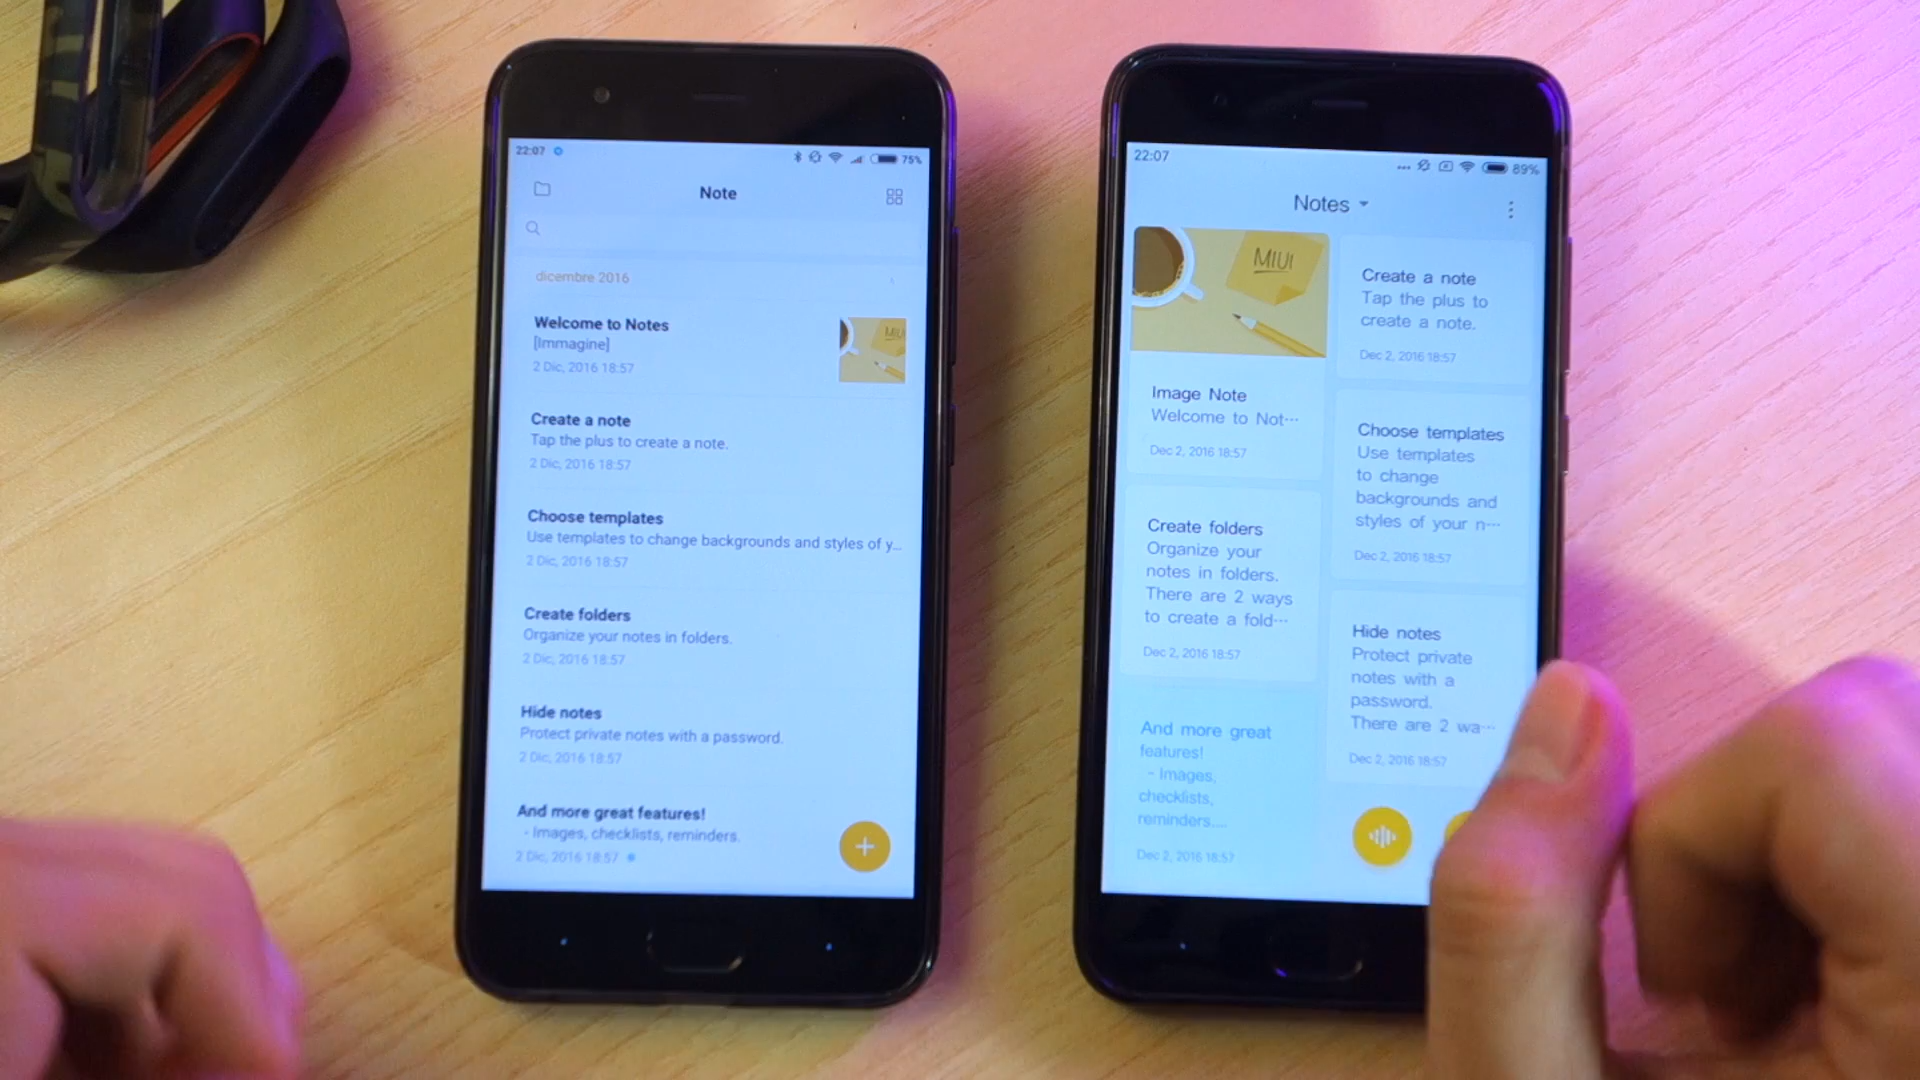 22:07
75%
Note
dicembre 2016
Welcome to Notes
[Immagine]
2 Dic, 2016 18:57
MIU
Create a note
Tap the plus to create a note.
2 Dic, 2016 18:57
Choose templates
Use templates to change backgrounds and styles of y...
2 Dic, 2016 18:57
Create folders
Organize your notes in folders.
2 Dic, 2016 18:57
Hide notes
Protect private notes with a password.
2 Dic, 2016 18:57
And more great features!
- Images, checklists, reminders.
2 Dic, 2016 18:57
22:07
89%
Notes
MIUI
Image Note
Welcome to Not…
Dec 2, 2016 18:57
Create a note
Tap the plus to
create a note.
Dec 2, 2016 18:57
Choose templates
Use templates
to change
backgrounds and
styles of your n…
Dec 2, 2016 18:57
Create folders
Organize your
notes in folders.
There are 2 ways
to create a fold…
Dec 2, 2016 18:57
Hide notes
Protect private
notes with a
password.
There are 2 wa…
Dec 2, 2016 18:57
And more great
features!
- Images,
checklists,
reminders,...
Dec 2, 2016 18:57